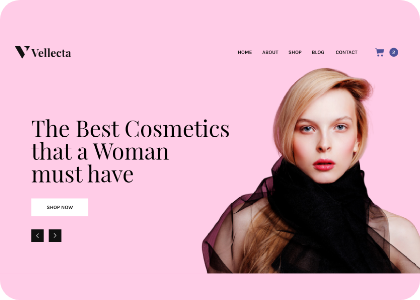 Vellecta
HOME ABOUT SHOP BLOG CONTACT
The Best Cosmetics
that a Woman
must have
SHOP NOW